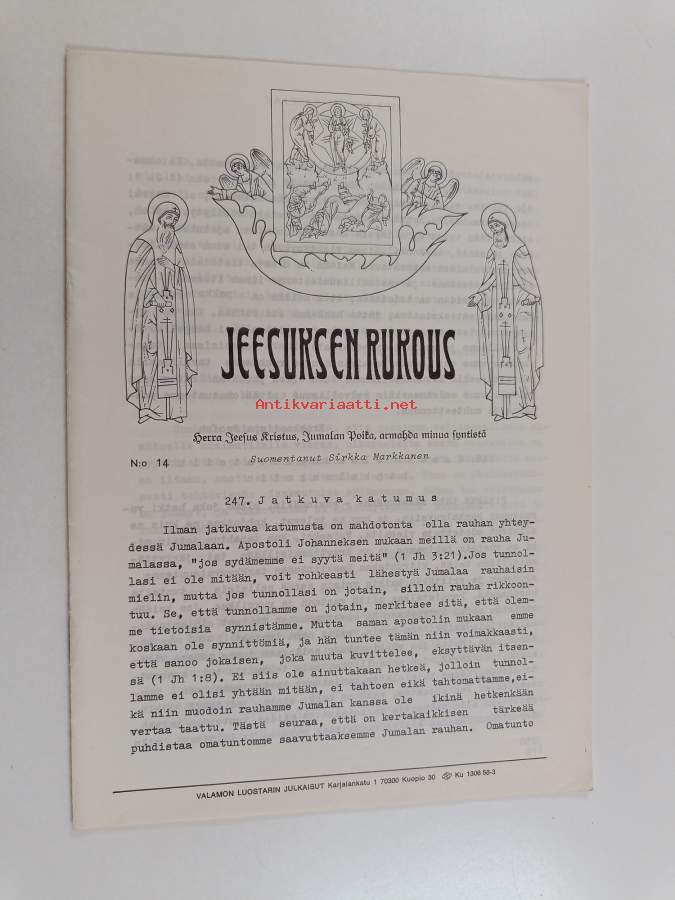 JEESUKSEN RUKOUS
Antikvariaatti.net
Herra Jeesus Kristus, Jumalan Poika, armahda minua syntistä
N:o 14
Suomentanut Sirkka Markkanen
247. Jatkuva katumus
Ilman jatkuvaa katumusta on mahdotonta olla rauhan yhtey-
dessä Jumalaan. Apostoli Johanneksen mukaan meillä on rauha Ju-
malassa, "jos sydämemme ei syytä meitä" (1 Jh 3:21).Jos tunnol-
lasi ei ole mitään, voit rohkeasti lähestyä Jumalaa rauhaisin
mielin, mutta jos tunnollasi on jotain, silloin rauha rikkoon-
tuu. Se, että tunnollamme on jotain, merkitsee sitä, että olem-
me tietoisia synnistämme. Mutta saman apostolin mukaan emme
koskaan ole synnittömiä, ja hän tuntee tämän niin voimakkaasti,
että sanoo jokaisen, joka muuta kuvittelee, eksyttävän itsen-
sä (1 Jh 1:8). Ei siis ole ainuttakaan hetkeä, jolloin tunnol-
lamme ei olisi yhtään mitään, ei tahtoen eikä tahtomattamme,ei-
kä niin muodoin rauhamme Jumalan kanssa ole ikinä hetkenkään
vertaa taattu. Tästä seuraa, että on kertakaikkisen tärkeää
puhdistaa omatuntomme saavuttaaksemme Jumalan rauhan. Omatunto
VALAMON LUOSTARIN JULKAISUT Karjalankatu 1 70300 Kuopio 30 Ku 1306 58-3